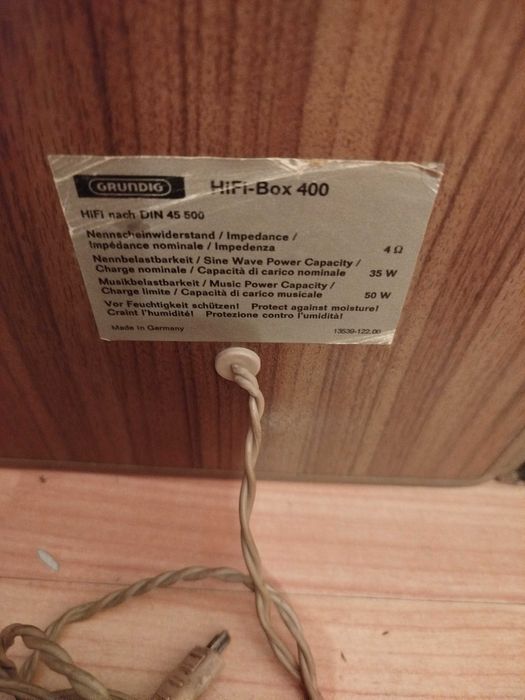 GRUNDIG HiFi-Box 400
HiFi nach DIN 45 500
Nennscheinwiderstand / Impedance /
Impédance nominale / Impedenza 4 Ω
Nennbelastbarkeit / Sine Wave Power Capacity /
Charge nominale / Capacità di carico nominale 35 W
Musikbelastbarkeit / Music Power Capacity /
Charge limite / Capacità di carico musicale 50 W
Vor Feuchtigkeit schützen! Protect against moisture!
Craint l'humidité! Protezione contro l'umidità!
Made in Germany 13539-122.00